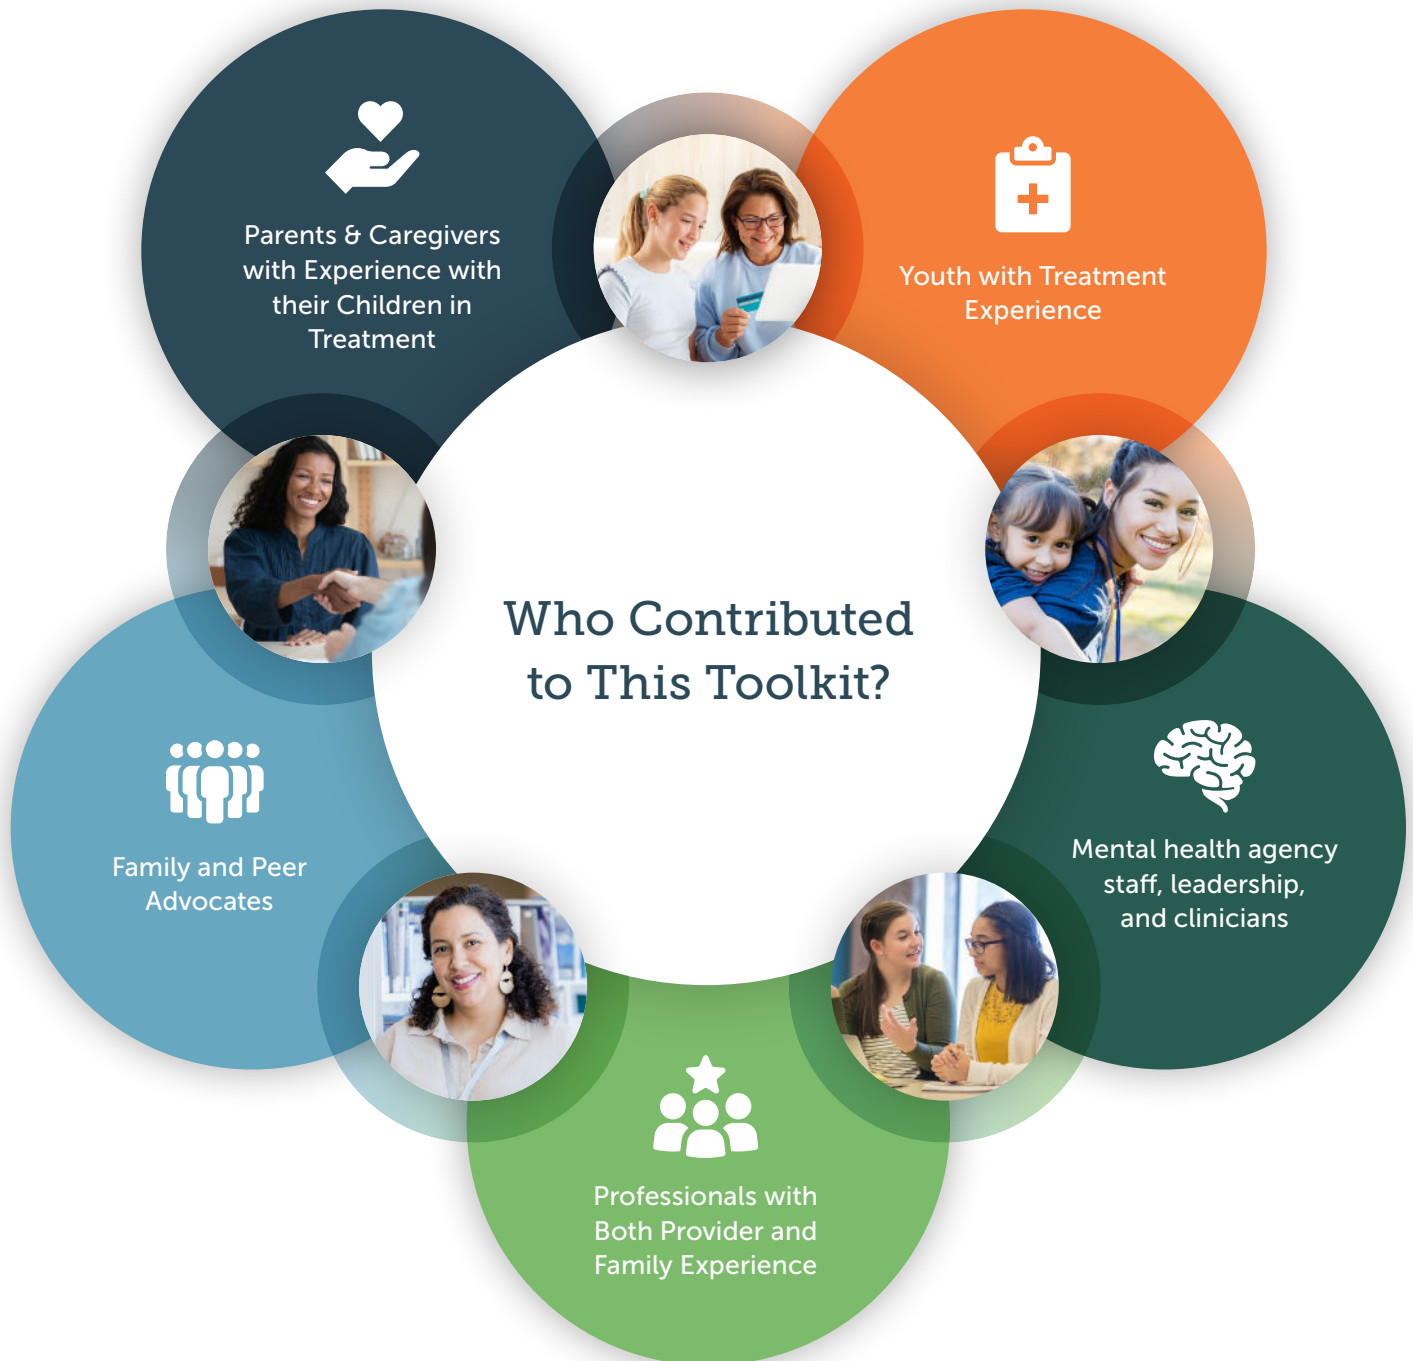 Parents & Caregivers
with Experience with
their Children in
Treatment
Youth with Treatment
Experience
Who Contributed
to This Toolkit?
Family and Peer
Advocates
Mental health agency
staff, leadership,
and clinicians
Professionals with
Both Provider and
Family Experience